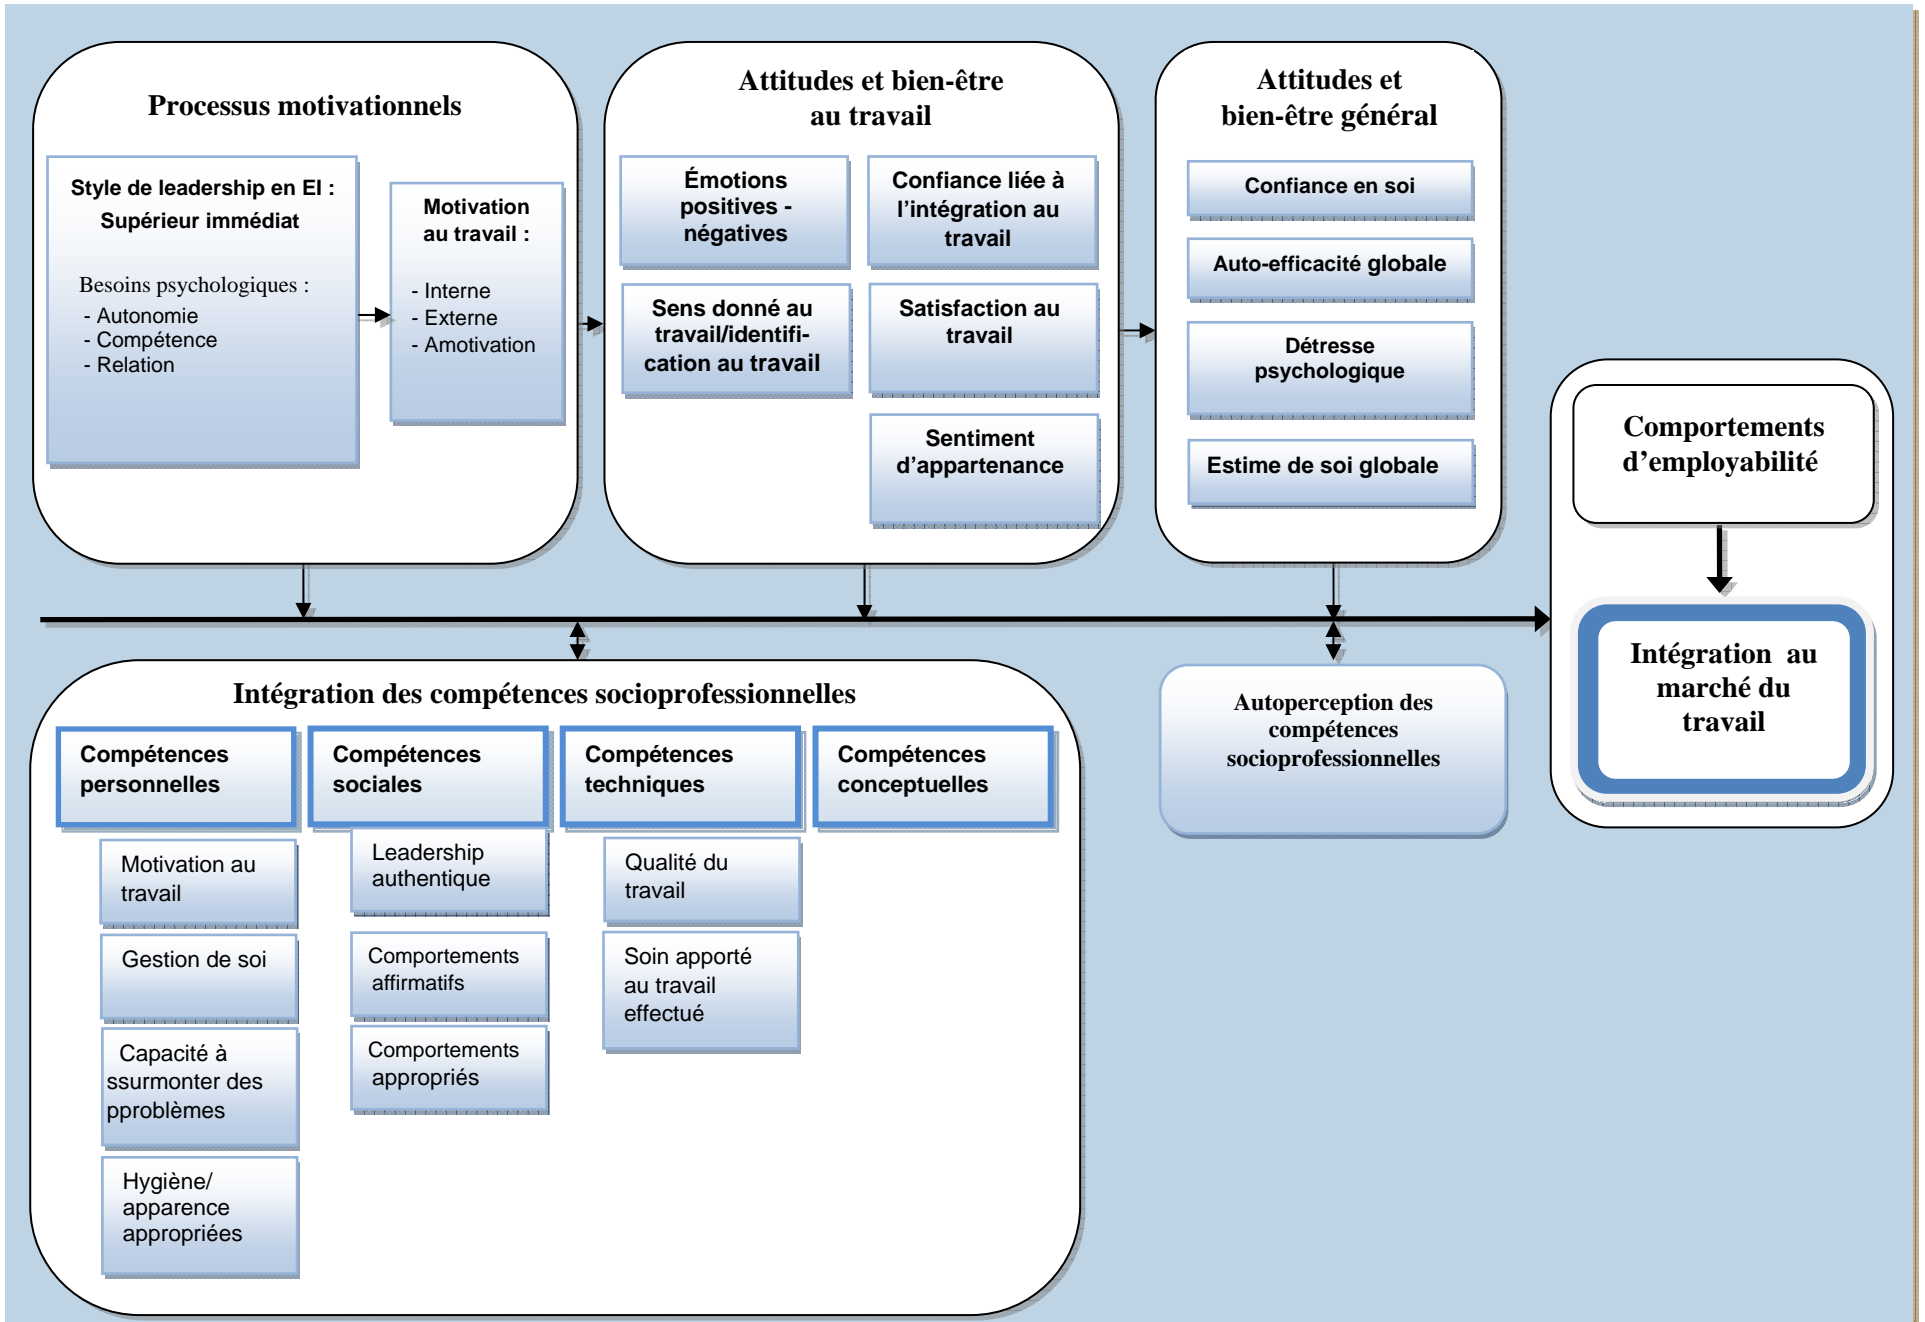 Processus motivationnels
Style de leadership en EI :
Supérieur immédiat
Besoins psychologiques :
- Autonomie
- Compétence
- Relation
Motivation
au travail :
- Interne
- Externe
- Amotivation
Attitudes et bien-être
au travail
Émotions
positives -
négatives
Confiance liée à
l’intégration au
travail
Sens donné au
travail/identifi-
cation au travail
Satisfaction au
travail
Sentiment
d’appartenance
Attitudes et
bien-être général
Confiance en soi
Auto-efficacité globale
Détresse
psychologique
Estime de soi globale
Comportements
d’employabilité
Intégration au
marché du
travail
Intégration des compétences socioprofessionnelles
Compétences
personnelles
Motivation au
travail
Gestion de soi
Capacité à
ssurmonter des
pproblèmes
Hygiène/
apparence
appropriées
Compétences
sociales
Leadership
authentique
Comportements
affirmatifs
Comportements
appropriés
Compétences
techniques
Qualité du
travail
Soin apporté
au travail
effectué
Compétences
conceptuelles
Autoperception des
compétences
socioprofessionnelles